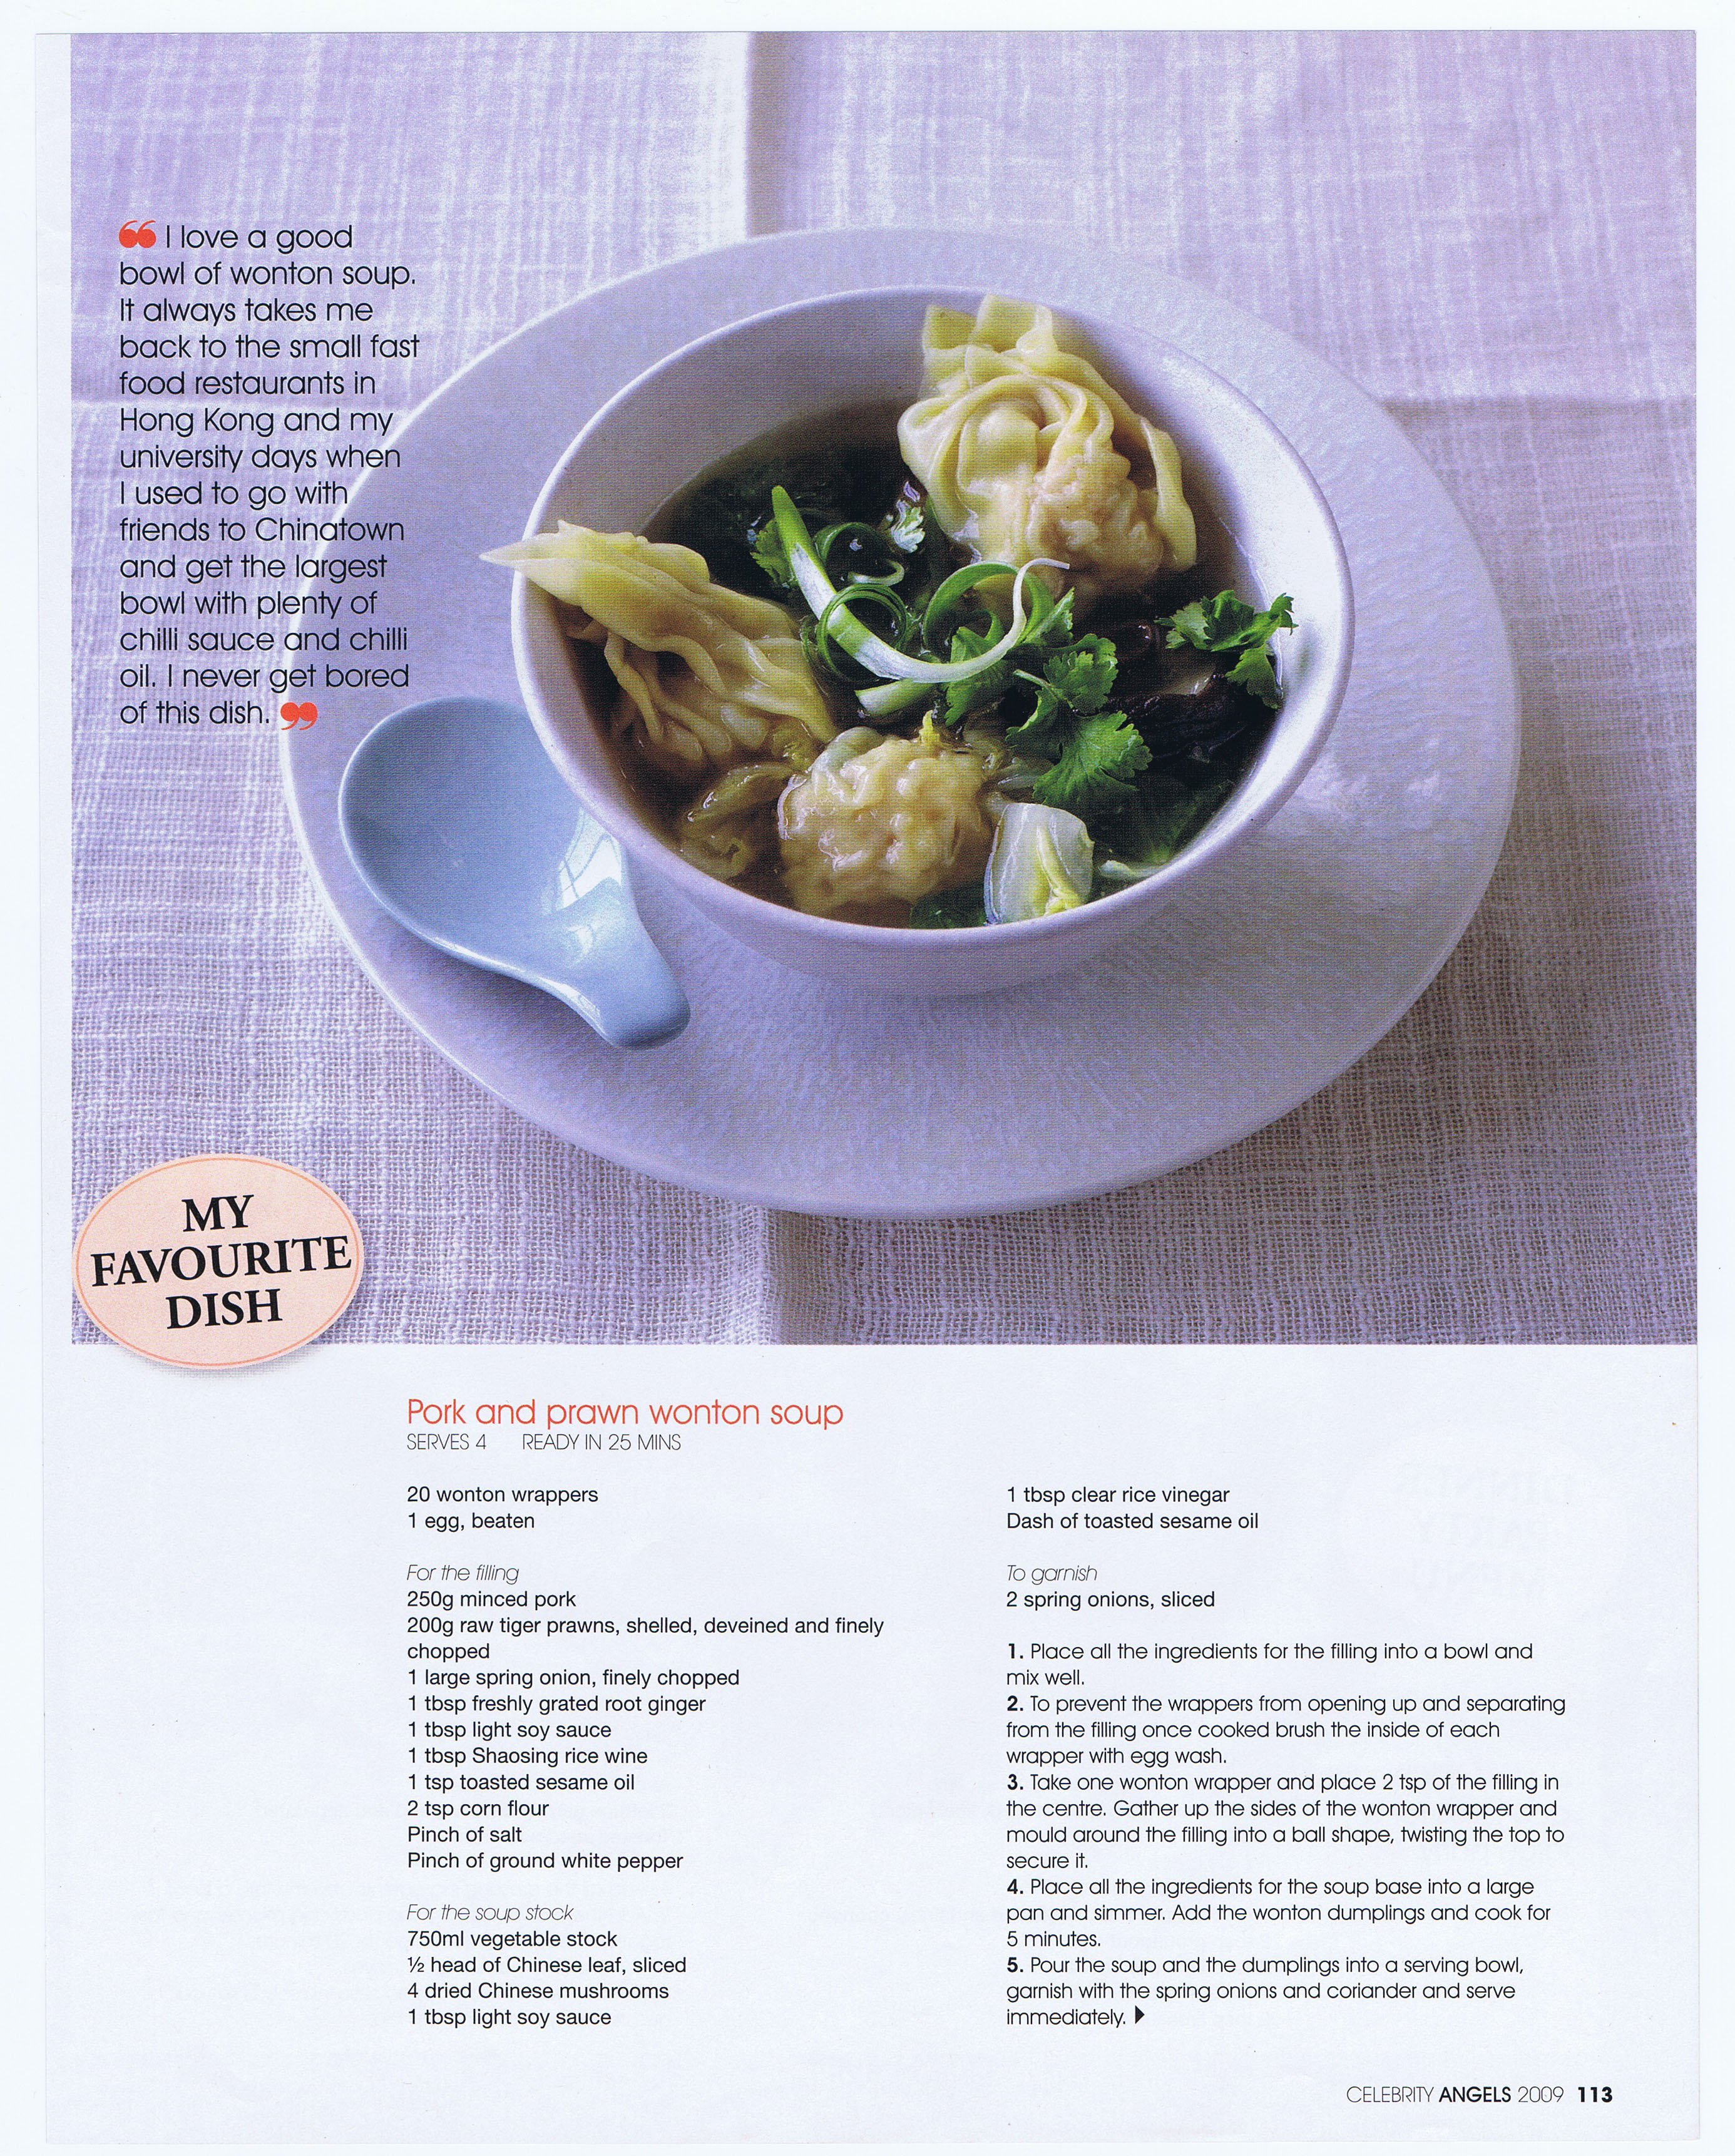 “ I love a good
bowl of wonton soup.
It always takes me
back to the small fast
food restaurants in
Hong Kong and my
university days when
I used to go with
friends to Chinatown
and get the largest
bowl with plenty of
chilli sauce and chilli
oil. I never get bored
of this dish. ”
MY
FAVOURITE
DISH
Pork and prawn wonton soup
SERVES 4 READY IN 25 MINS
20 wonton wrappers
1 egg, beaten
For the filling
250g minced pork
200g raw tiger prawns, shelled, deveined and finely
chopped
1 large spring onion, finely chopped
1 tbsp freshly grated root ginger
1 tbsp light soy sauce
1 tbsp Shaosing rice wine
1 tsp toasted sesame oil
2 tsp corn flour
Pinch of salt
Pinch of ground white pepper
For the soup stock
750ml vegetable stock
½ head of Chinese leaf, sliced
4 dried Chinese mushrooms
1 tbsp light soy sauce
1 tbsp clear rice vinegar
Dash of toasted sesame oil
To garnish
2 spring onions, sliced
1. Place all the ingredients for the filling into a bowl and
mix well.
2. To prevent the wrappers from opening up and separating
from the filling once cooked brush the inside of each
wrapper with egg wash.
3. Take one wonton wrapper and place 2 tsp of the filling in
the centre. Gather up the sides of the wonton wrapper and
mould around the filling into a ball shape, twisting the top to
secure it.
4. Place all the ingredients for the soup base into a large
pan and simmer. Add the wonton dumplings and cook for
5 minutes.
5. Pour the soup and the dumplings into a serving bowl,
garnish with the spring onions and coriander and serve
immediately.
CELEBRITY ANGELS 2009 113